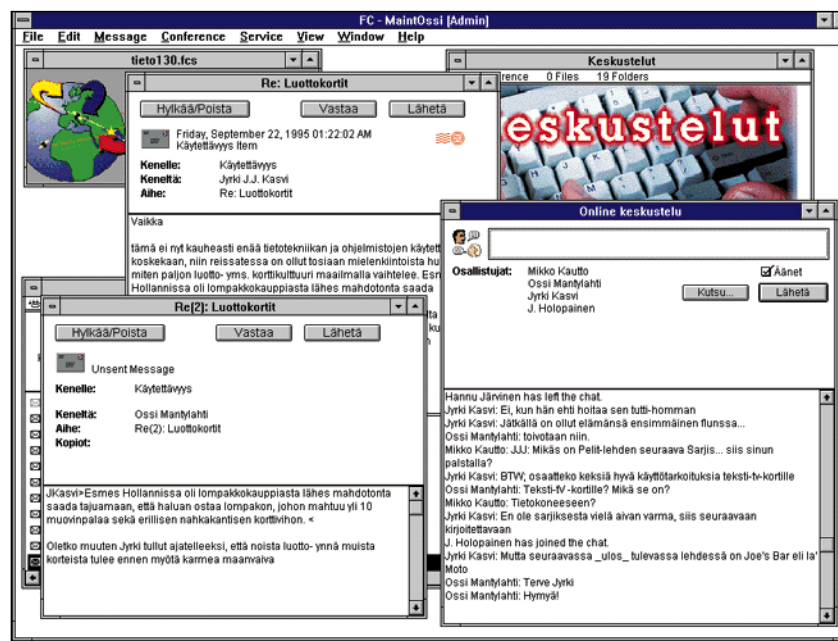 FC - MaintOssi [Admin]
File Edit Message Conference Service View Window Help
tieto130.fcs
Keskustelut
rence 0 Files 19 Folders
eskustelut
Re: Luottokortit
Hylkää/Poista Vastaa Lähetä
Friday, September 22, 1995 01:22:02 AM
Käytettävyys Item
Kenelle: Käytettävyys
Keneltä: Jyrki J.J. Kasvi
Aihe: Re: Luottokortit
Vaikka
tämä ei nyt kauheasti enää tietotekniikan ja ohjelmistojen käytett
koskekaan, niin reissatessa on ollut tosiaan mielenkiintoista hu
miten paljon luotto- yms. korttikulttuuri maailmalla vaihtelee. Esm
Hollannissa oli lompakkokauppiasta lähes mahdotonta saada
Re(2): Luottokortit
Hylkää/Poista Vastaa Lähetä
Unsent Message
Kenelle: Käytettävyys
Keneltä: Ossi Mantylahti
Aihe: Re(2): Luottokortit
Kopiot:
JKasvi>Esmes Hollannissa oli lompakkokauppiasta lähes mahdotonta
saada tajuamaan, että haluan ostaa lompakon, johon mahtuu yli 10
muovinpalaa sekä erillisen nahkakantisen korttivihon. <
Oletko muuten Jyrki tullut ajatelleeksi, että noista luotto- ynnä muista
korteista tulee ennen myötä karmea maanvaiva
Online keskustelu
Osallistujat: Mikko Kautto
Ossi Mantylahti
Jyrki Kasvi
J. Holopainen
Äänet
Kutsu... Lähetä
Hannu Järvinen has left the chat.
Jyrki Kasvi: Ei, kun hän ehti hoitaa sen tutti-homman
Jyrki Kasvi: Jätkällä on ollut elämänsä ensimmäinen flunssa...
Ossi Mantylahti: toivotaan niin.
Mikko Kautto: JJJ: Mikäs on Pelit-lehden seuraava Sarjis... siis sinun
palstalla?
Jyrki Kasvi: BTW; osaatteko keksiä hyvä käyttötarkoituksia teksti-tv-kortille
Ossi Mantylahti: Teksti-tV -kortille? Mikä se on?
Mikko Kautto: Tietokoneeseen?
Jyrki Kasvi: En ole sarjiksesta vielä aivan varma, siis seuraavaan
kirjoitettavaan
J. Holopainen has joined the chat.
Jyrki Kasvi: Mutta seuraavassa _ulos_ tulevassa lehdessä on Joe's Bar eli la'
Moto
Ossi Mantylahti: Terve Jyrki
Ossi Mantylahti: Hymyä!